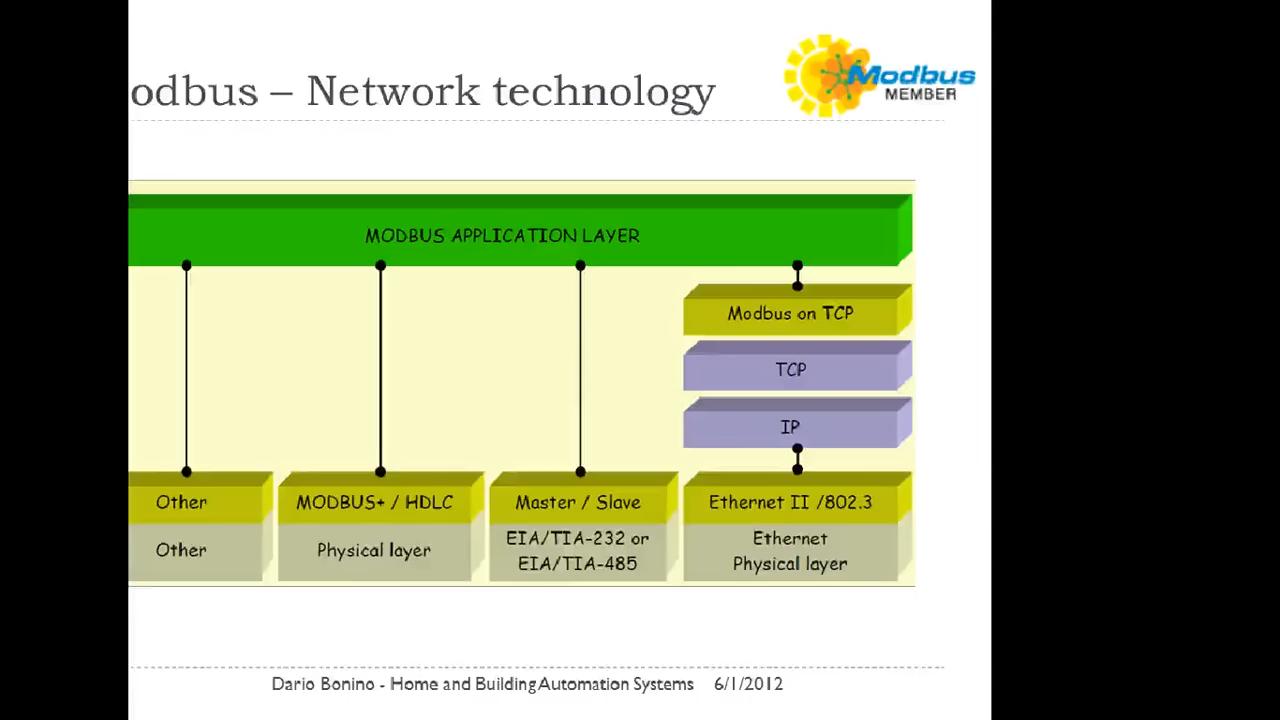 odbus – Network technology
Modbus
MEMBER
MODBUS APPLICATION LAYER
Modbus on TCP
TCP
IP
Other
MODBUS+ / HDLC
Master / Slave
Ethernet II /802.3
Other
Physical layer
EIA/TIA-232 or
EIA/TIA-485
Ethernet
Physical layer
Dario Bonino - Home and Building Automation Systems 6/1/2012